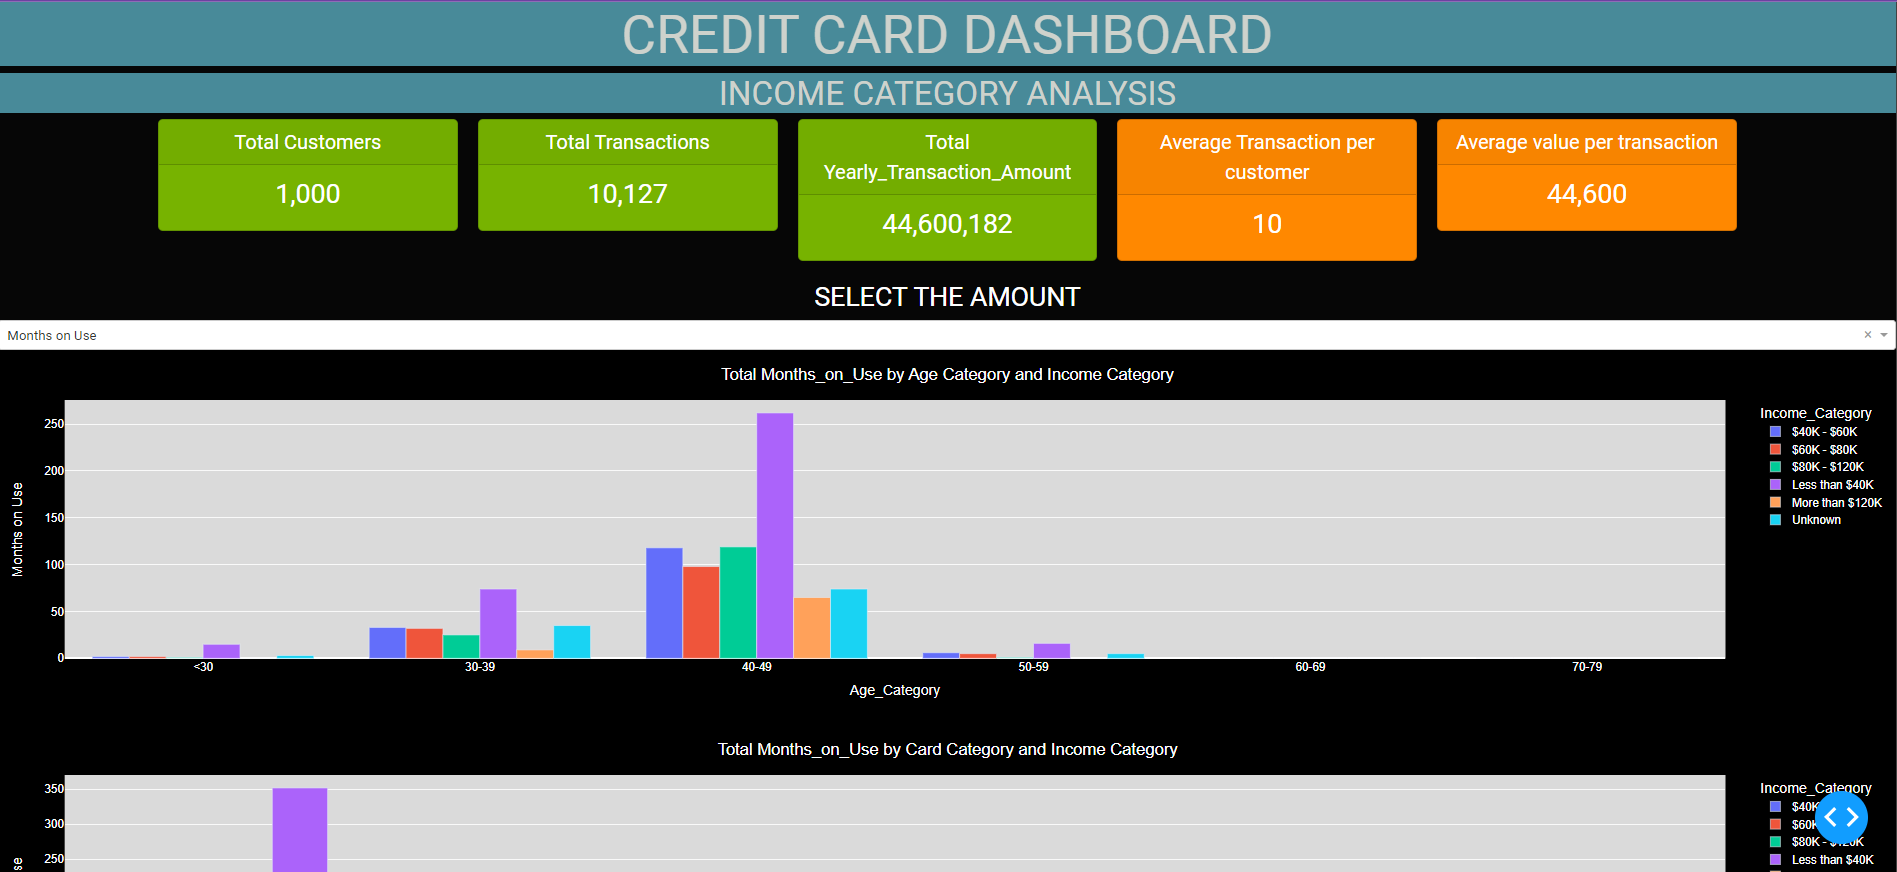 CREDIT CARD DASHBOARD
INCOME CATEGORY ANALYSIS
Total Customers
1,000
Total Transactions
10,127
Total
Yearly_Transaction_Amount
44,600,182
Average Transaction per
customer
10
Average value per transaction
44,600
SELECT THE AMOUNT
Months on Use
Total Months_on_Use by Age Category and Income Category
250
200
150
100
50
0
Months on Use
<30
30-39
40-49
50-59
60-69
70-79
Age_Category
Income_Category
$40K - $60K
$60K - $80K
$80K - $120K
Less than $40K
More than $120K
Unknown
Total Months_on_Use by Card Category and Income Category
350
300
250
Income_Category
$40K
$60K
$80K - $120K
Less than $40K